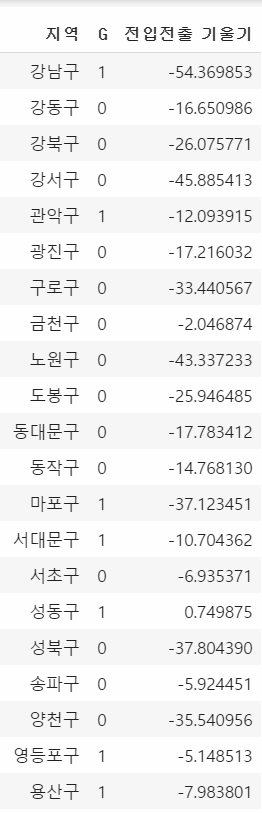 지역 G 전입전출 기울기
강남구 1 -54.369853
강동구 0 -16.650986
강북구 0 -26.075771
강서구 0 -45.885413
관악구 1 -12.093915
광진구 0 -17.216032
구로구 0 -33.440567
금천구 0 -2.046874
노원구 0 -43.337233
도봉구 0 -25.946485
동대문구 0 -17.783412
동작구 0 -14.768130
마포구 1 -37.123451
서대문구 1 -10.704362
서초구 0 -6.935371
성동구 1 0.749875
성북구 0 -37.804390
송파구 0 -5.924451
양천구 0 -35.540956
영등포구 1 -5.148513
용산구 1 -7.983801